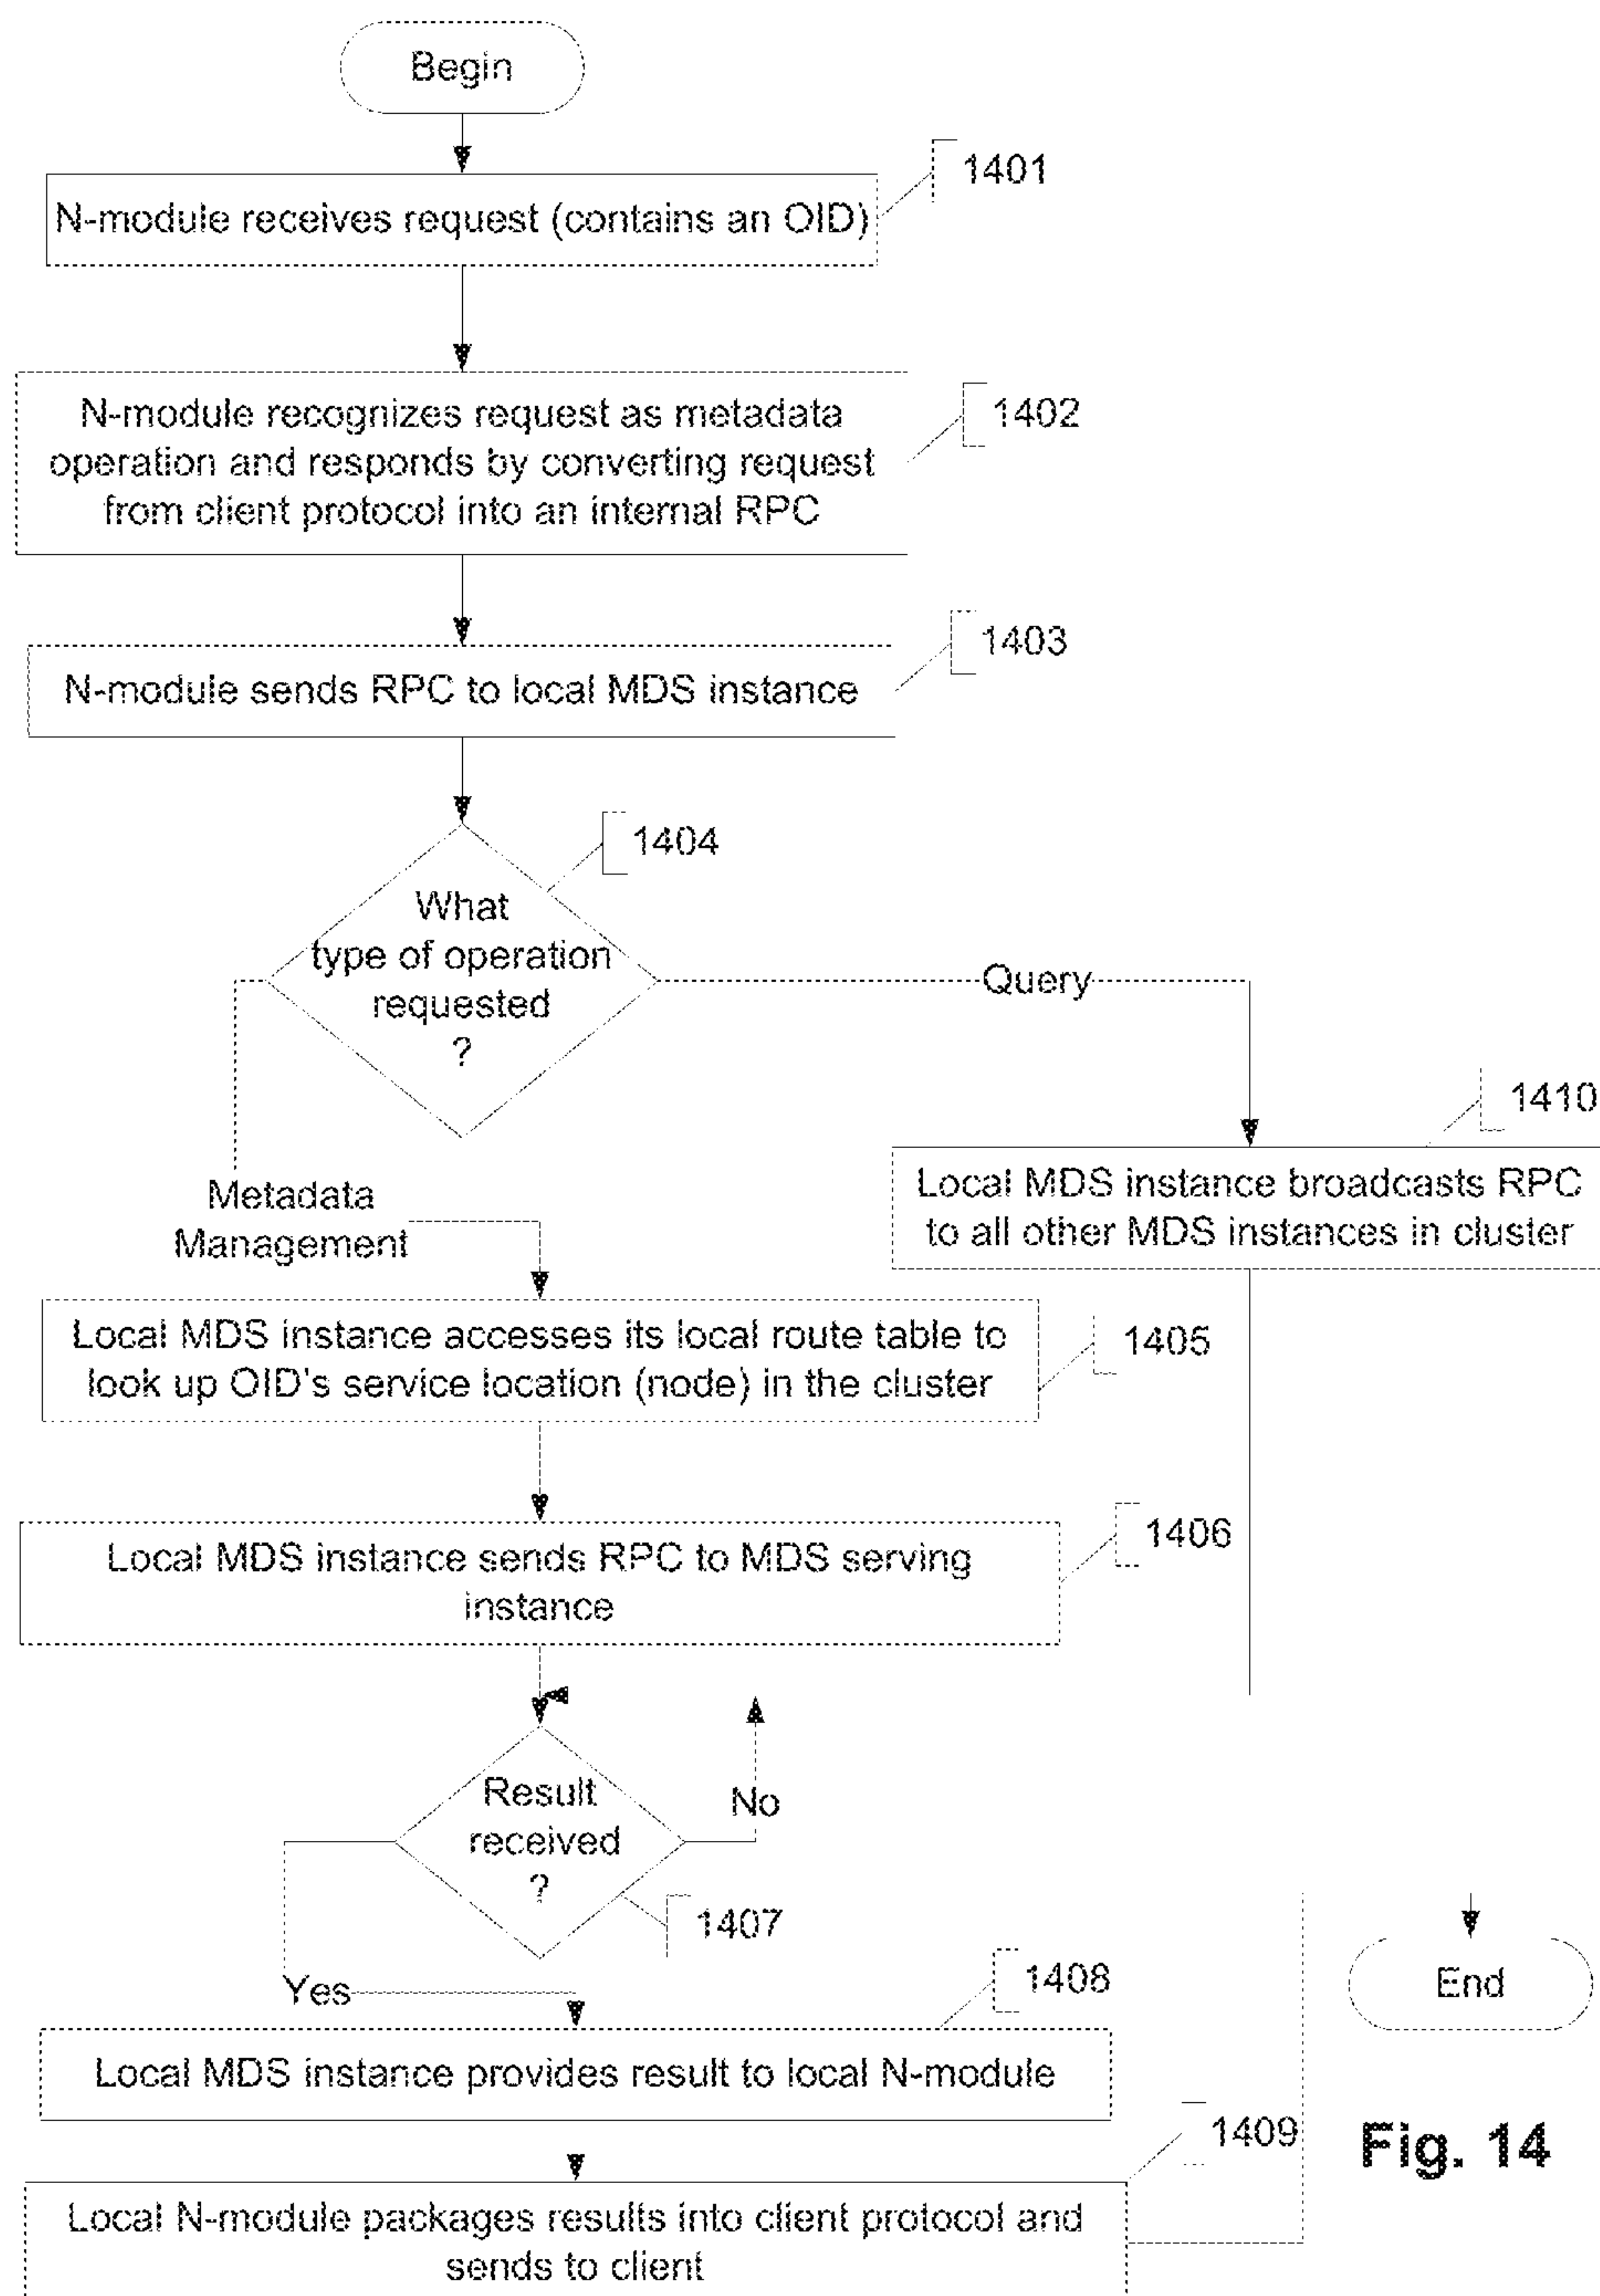 Begin
1401
N-module receives request (contains an OID)
1402
N-module recognizes request as metadata
operation and responds by converting request
from client protocol into an internal RPC
1403
N-module sends RPC to local MDS instance
1404
What
type of operation
requested
?
Query
1410
Local MDS instance broadcasts RPC
to all other MDS instances in cluster
Metadata
Management
1405
Local MDS instance accesses its local route table to
look up OID's service location (node) in the cluster
1406
Local MDS instance sends RPC to MDS serving
instance
Result
received
?
No
1407
Yes
1408
Local MDS instance provides result to local N-module
End
1409
Local N-module packages results into client protocol and
sends to client
Fig. 14